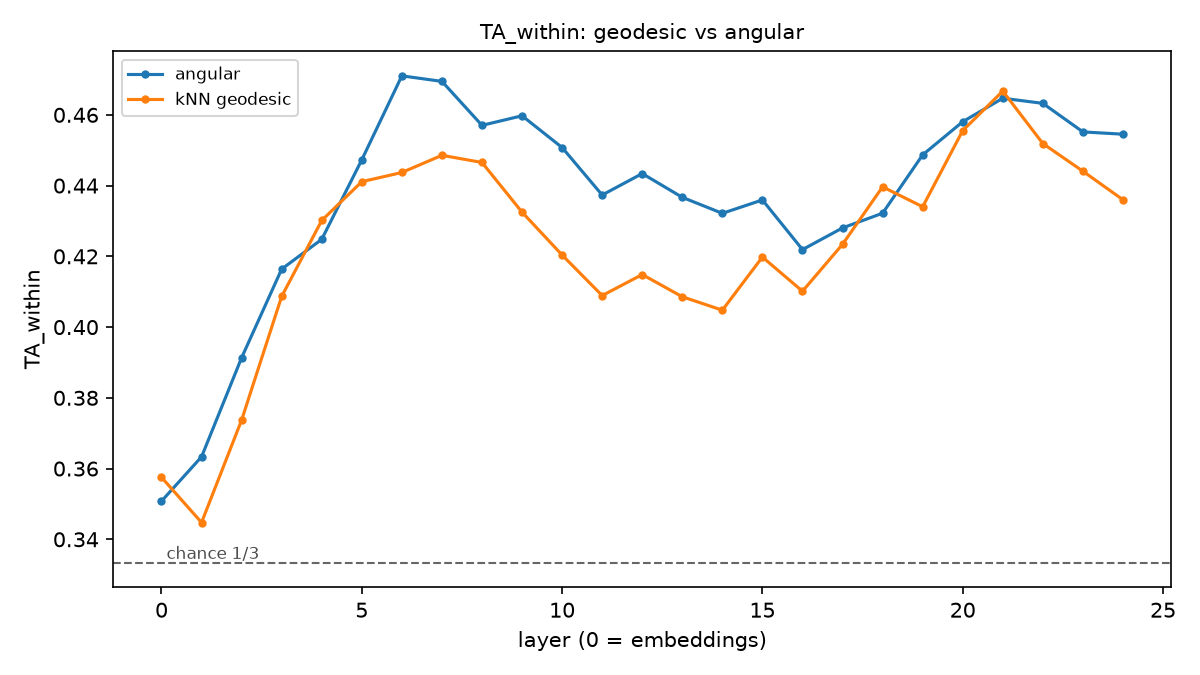 TA_within: geodesic vs angular
angular
kNN geodesic
TA_within
0.46
0.44
0.42
0.40
0.38
0.36
0.34
chance 1/3
0 5 10 15 20 25
layer (0 = embeddings)